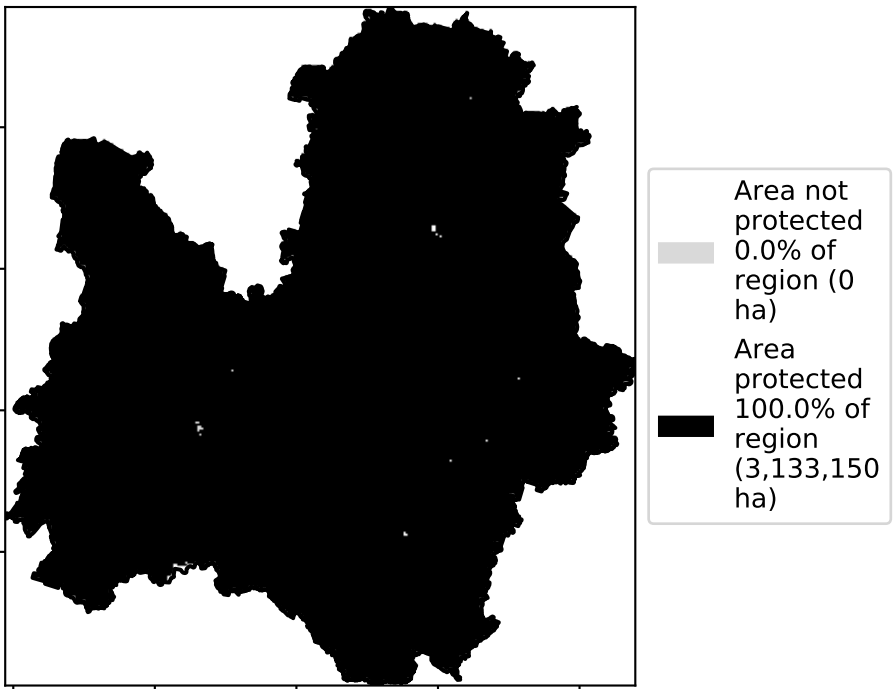 Area not
protected
0.0% of
region (0
ha)
Area
protected
100.0% of
region
(3,133,150
ha)